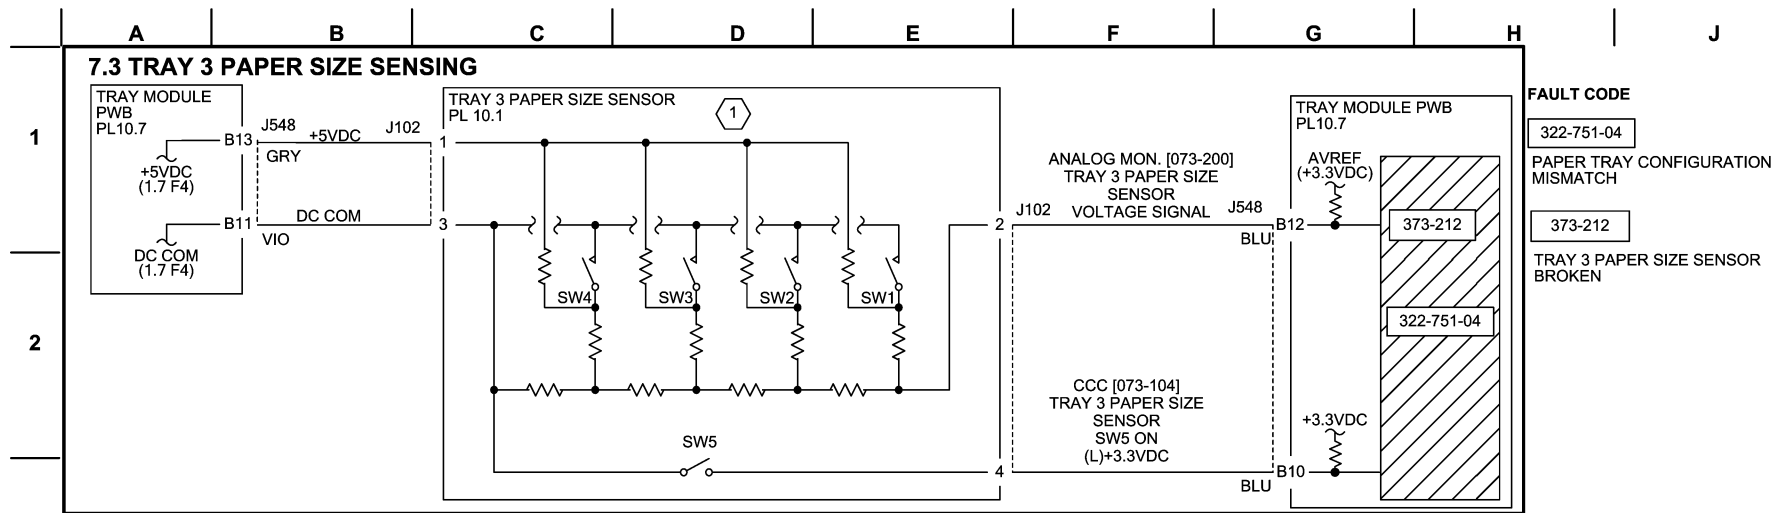 A B C D E F G H J
7.3 TRAY 3 PAPER SIZE SENSING
1
2
TRAY MODULE
PWB
PL10.7
+5VDC
(1.7 F4)
DC COM
(1.7 F4)
B13
J548
+5VDC
J102
1
GRY
B11
DC COM
3
VIO
TRAY 3 PAPER SIZE SENSOR
PL 10.1
1
SW4
SW3
SW2
SW1
SW5
2
4
ANALOG MON. [073-200]
TRAY 3 PAPER SIZE
SENSOR
VOLTAGE SIGNAL
J102
J548
BLU
B12
CCC [073-104]
TRAY 3 PAPER SIZE
SENSOR
SW5 ON
(L)+3.3VDC
BLU
B10
TRAY MODULE PWB
PL10.7
AVREF
(+3.3VDC)
373-212
322-751-04
+3.3VDC
FAULT CODE
322-751-04
PAPER TRAY CONFIGURATION
MISMATCH
373-212
TRAY 3 PAPER SIZE SENSOR
BROKEN